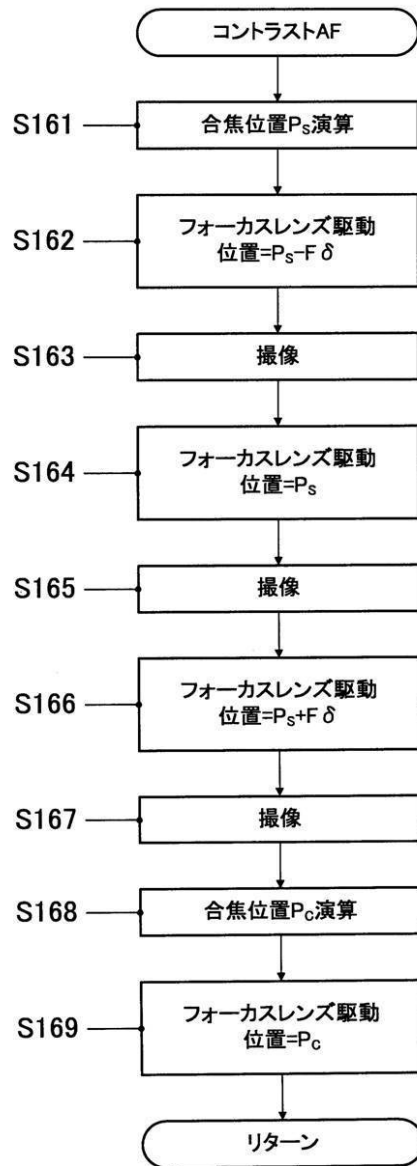 コントラストAF
S161
合焦位置PS演算
S162
フォーカスレンズ駆動
位置=PS-Fδ
S163
撮像
S164
フォーカスレンズ駆動
位置=PS
S165
撮像
S166
フォーカスレンズ駆動
位置=PS+Fδ
S167
撮像
S168
合焦位置PC演算
S169
フォーカスレンズ駆動
位置=PC
リターン